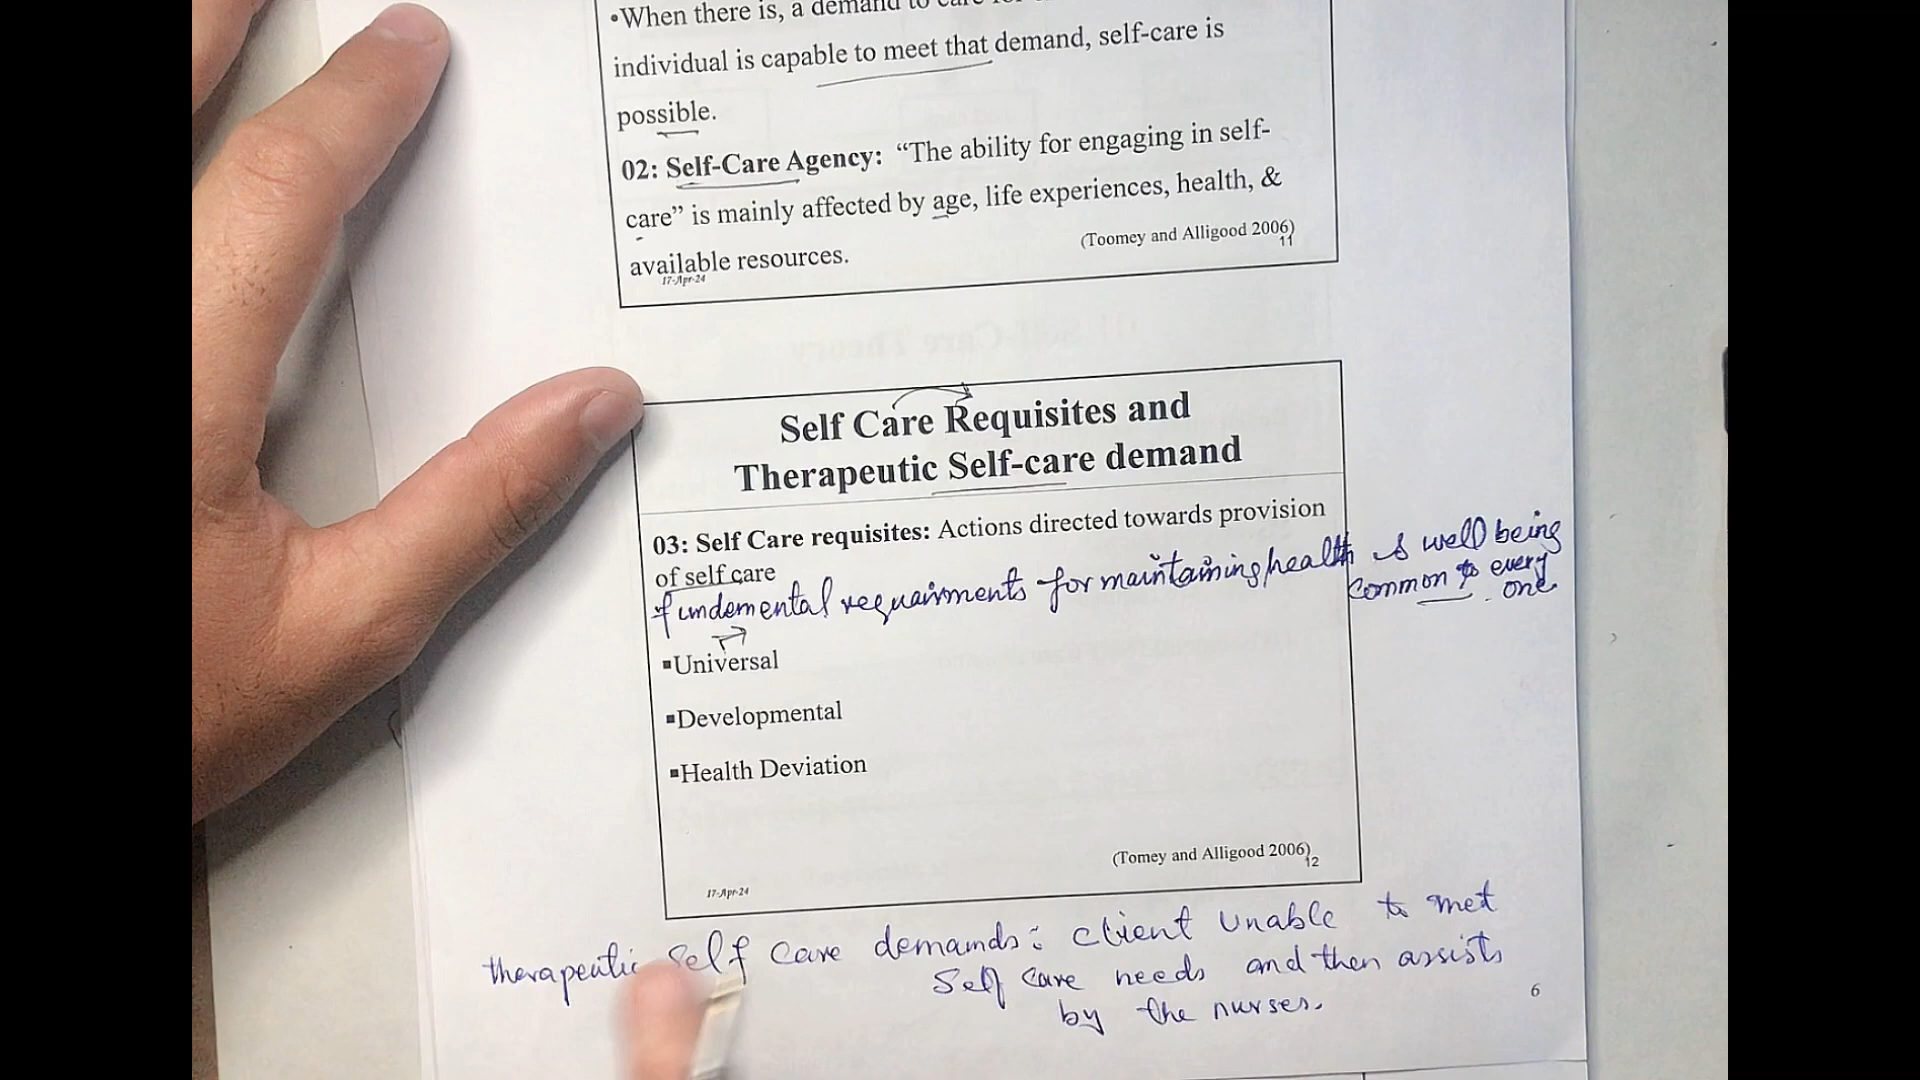 •When there is, a demand to care for
individual is capable to meet that demand, self-care is
possible.
02: Self-Care Agency: “The ability for engaging in self-
care” is mainly affected by age, life experiences, health, &
available resources.
(Toomey and Alligood 2006)
11
17-Apr-24
Self Care Requisites and
Therapeutic Self-care demand
03: Self Care requisites: Actions directed towards provision
of self care
fundemental requairments for maintaining health & well being
common to every
one
▪Universal
▪Developmental
▪Health Deviation
(Tomey and Alligood 2006)
12
17-Apr-24
therapeutic Self Care demands: client unable to met
Self Care needs and then assists
by the nurses.
6